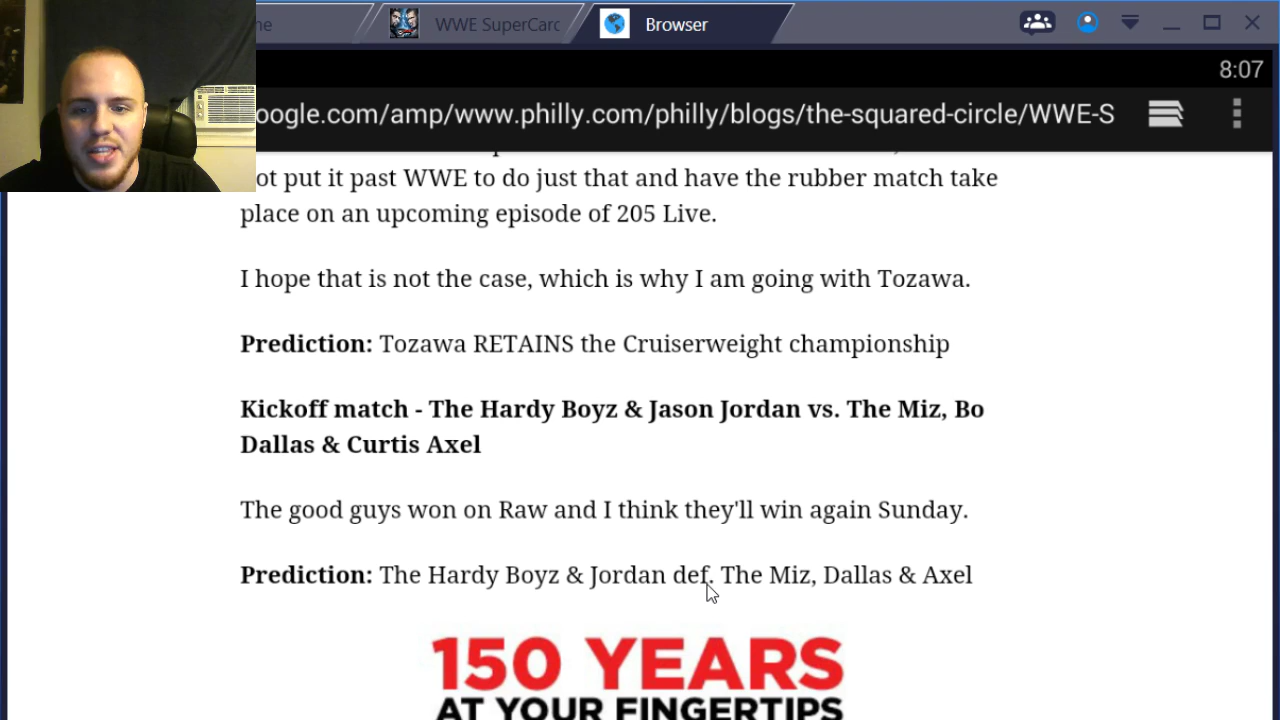 me
WWE SuperCarc
Browser
8:07
oogle.com/amp/www.philly.com/philly/blogs/the-squared-circle/WWE-S
not put it past WWE to do just that and have the rubber match take
place on an upcoming episode of 205 Live.
I hope that is not the case, which is why I am going with Tozawa.
Prediction: Tozawa RETAINS the Cruiserweight championship
Kickoff match - The Hardy Boyz & Jason Jordan vs. The Miz, Bo
Dallas & Curtis Axel
The good guys won on Raw and I think they'll win again Sunday.
Prediction: The Hardy Boyz & Jordan def. The Miz, Dallas & Axel
150 YEARS
AT YOUR FINGERTIPS